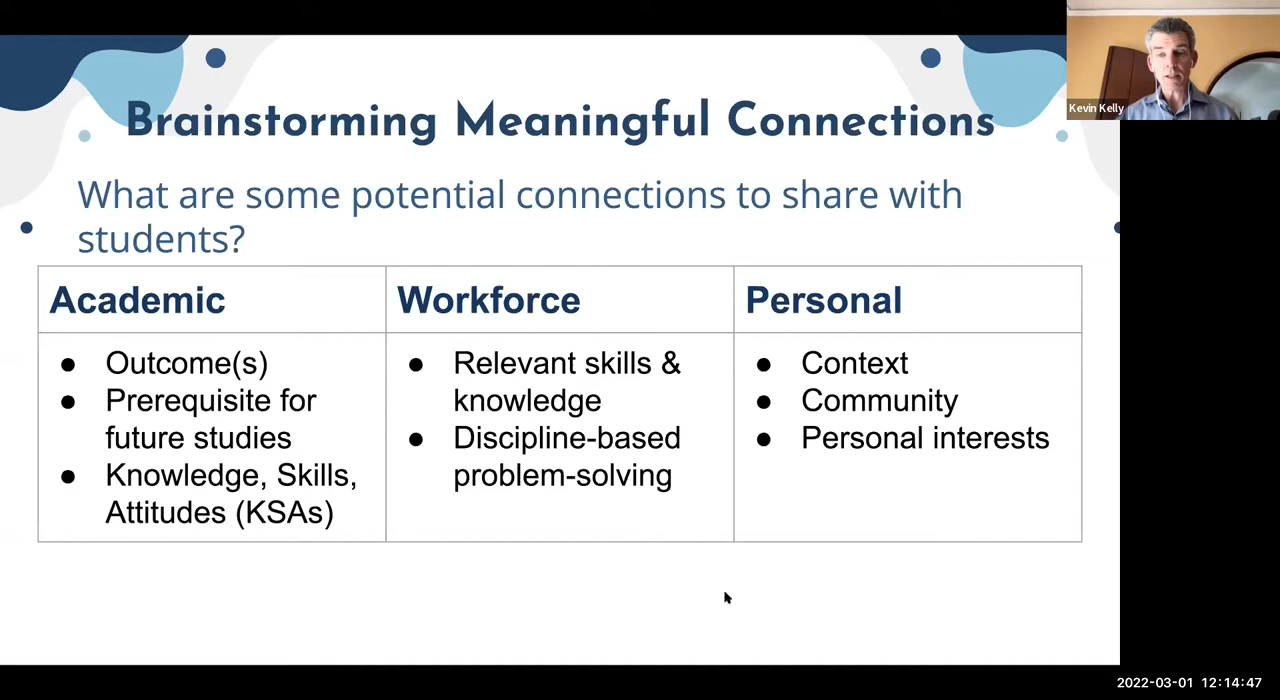 Brainstorming Meaningful Connections
Kevin Kelly
What are some potential connections to share with
students?
Academic
Workforce
Personal
● Outcome(s)
● Prerequisite for
future studies
● Knowledge, Skills,
Attitudes (KSAs)
● Relevant skills &
knowledge
● Discipline-based
problem-solving
● Context
● Community
● Personal interests
2022-03-01 12:14:47